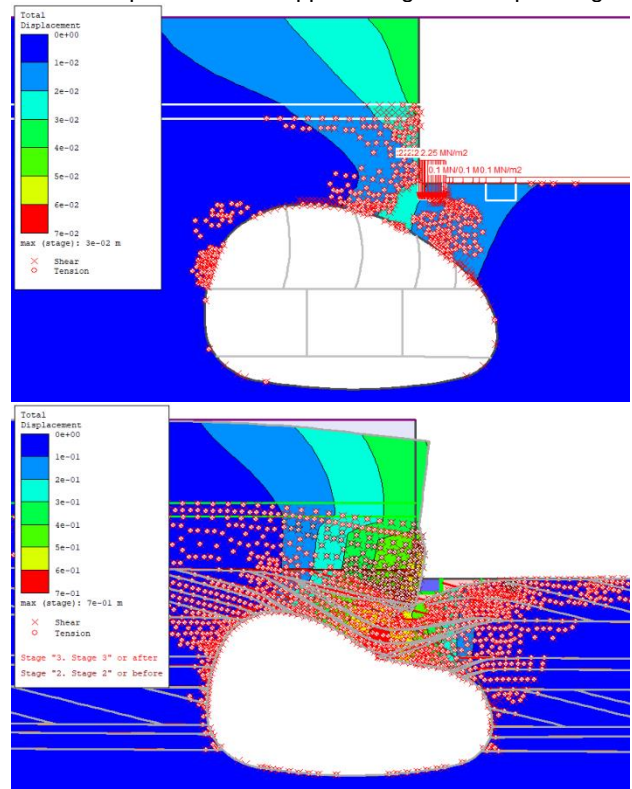 Total
Displacement
0e+00
1e-02
2e-02
3e-02
4e-02
5e-02
6e-02
7e-02
max (stage): 3e-02 m
Shear
Tension
2.25 MN/m2
0.1 MN/0.1 M0.1 MN/m2
Total
Displacement
0e+00
1e-01
2e-01
3e-01
4e-01
5e-01
6e-01
7e-01
max (stage): 7e-01 m
Shear
Tension
Stage "3. Stage 3" or after
Stage "2. Stage 2" or before